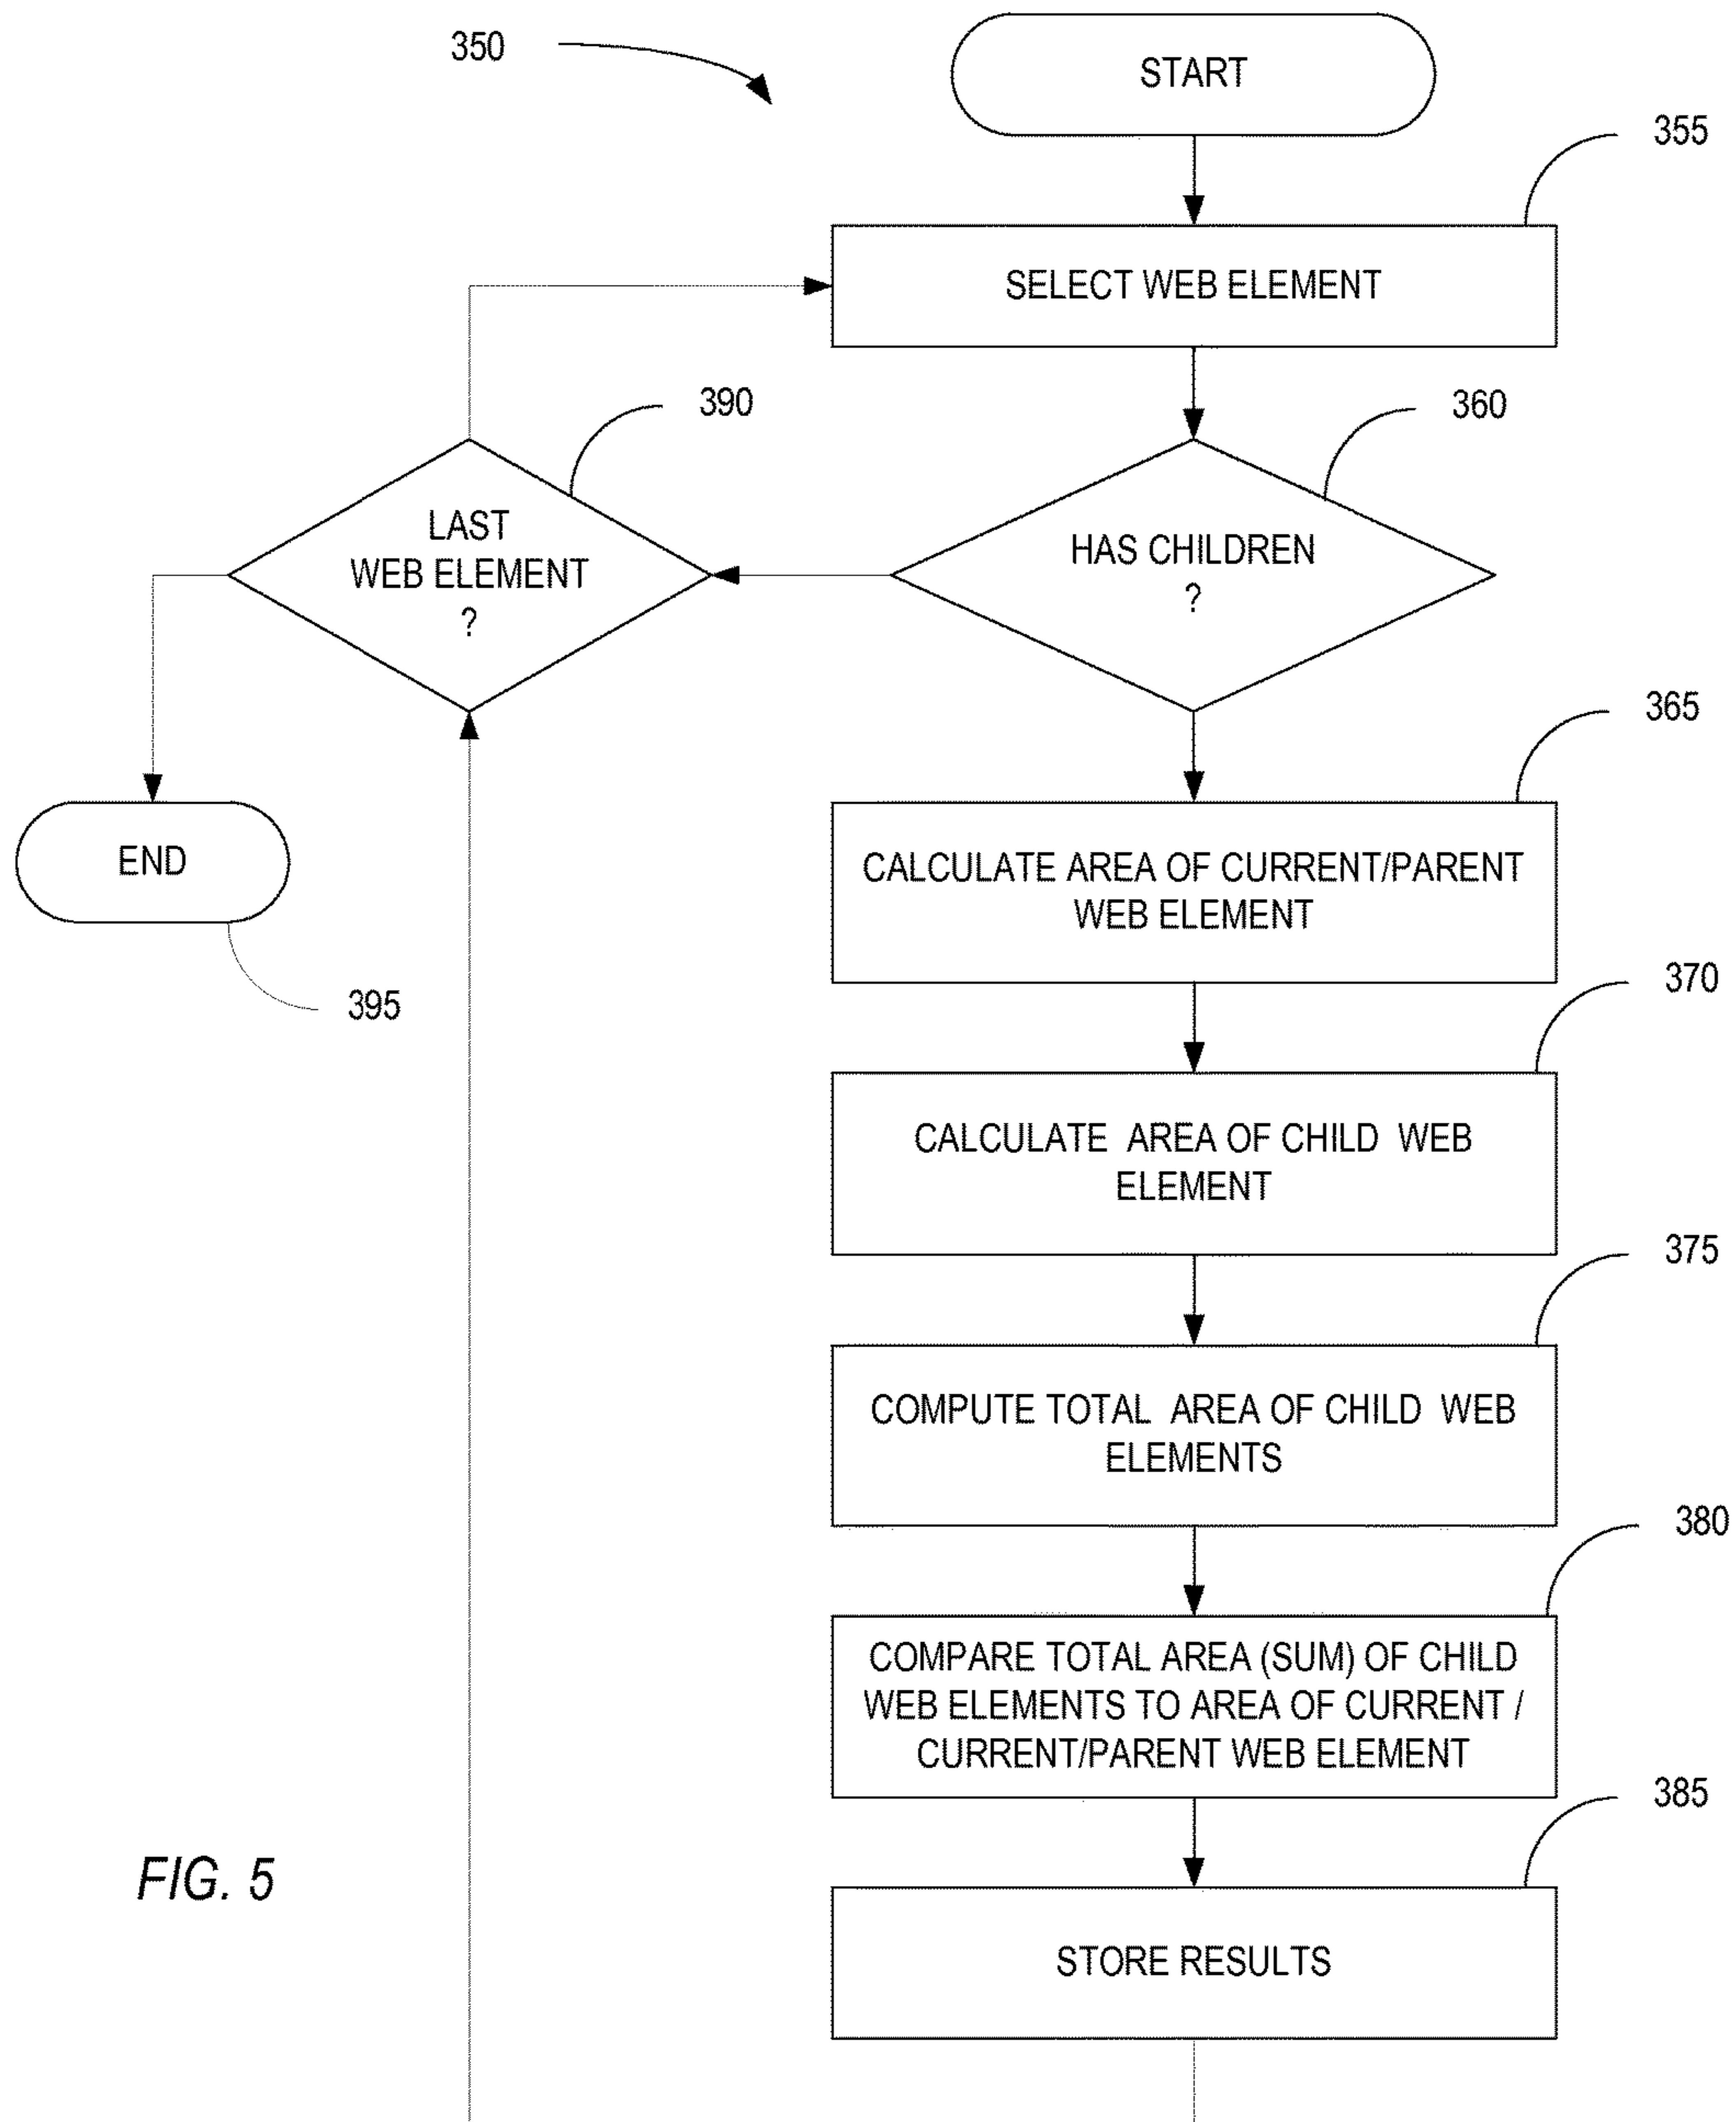 350
START
355
SELECT WEB ELEMENT
390
360
LAST
WEB ELEMENT
?
HAS CHILDREN
?
365
END
CALCULATE AREA OF CURRENT/PARENT
WEB ELEMENT
395
370
CALCULATE AREA OF CHILD WEB
ELEMENT
375
COMPUTE TOTAL AREA OF CHILD WEB
ELEMENTS
380
COMPARE TOTAL AREA (SUM) OF CHILD
WEB ELEMENTS TO AREA OF CURRENT /
CURRENT/PARENT WEB ELEMENT
385
FIG. 5
STORE RESULTS